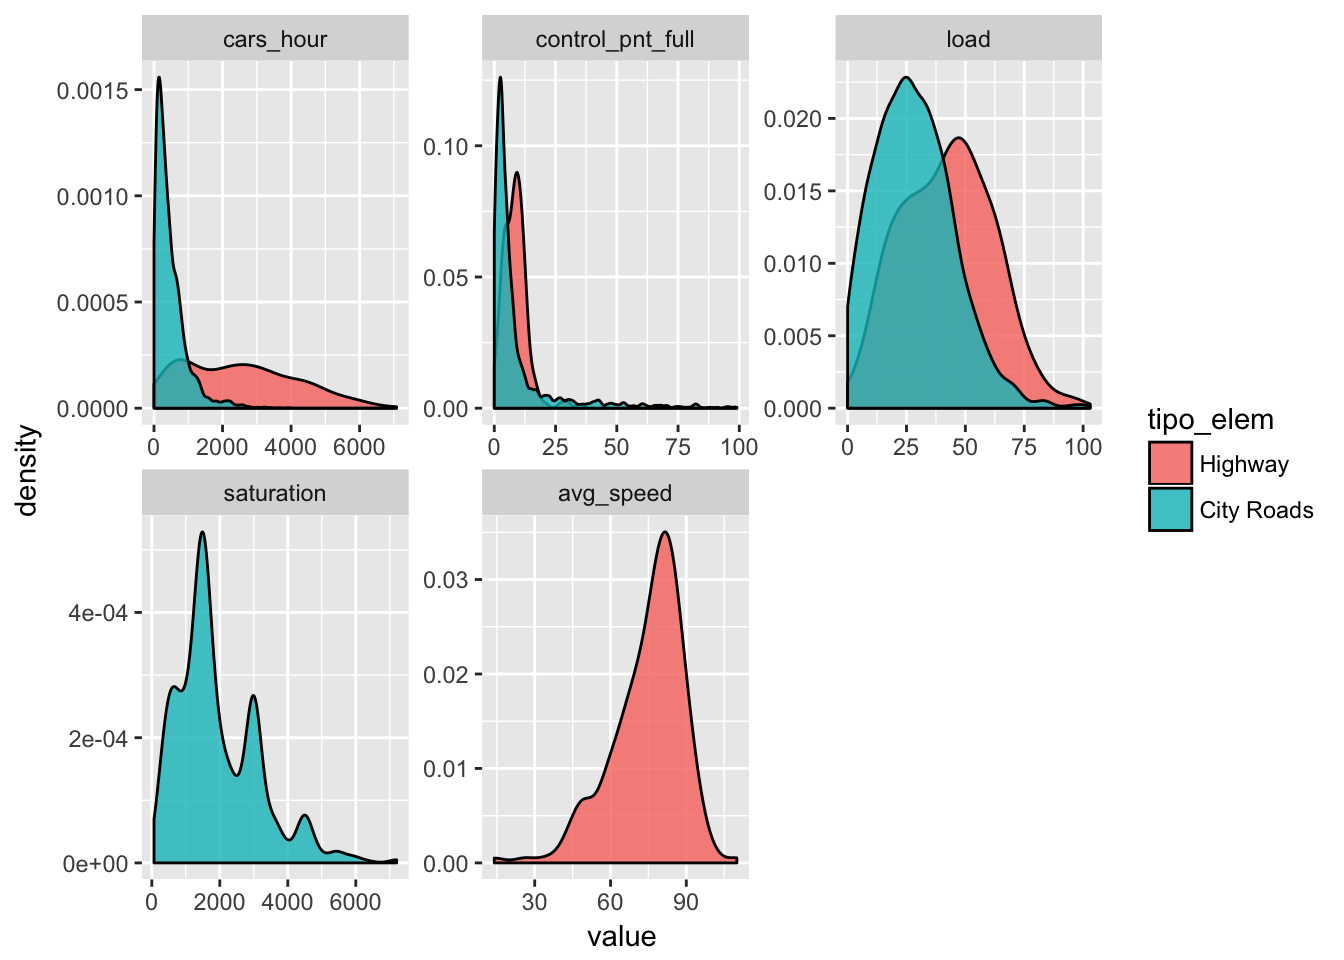 cars_hour
control_pnt_full
load
0.0015
0.0010
0.0005
0.0000
0 2000 4000 6000
0.10
0.05
0.00
0 25 50 75 100
0.020
0.015
0.010
0.005
0.000
0 25 50 75 100
density
saturation
avg_speed
4e-04
2e-04
0e+00
0 2000 4000 6000
0.03
0.02
0.01
0.00
30 60 90
value
tipo_elem
Highway
City Roads